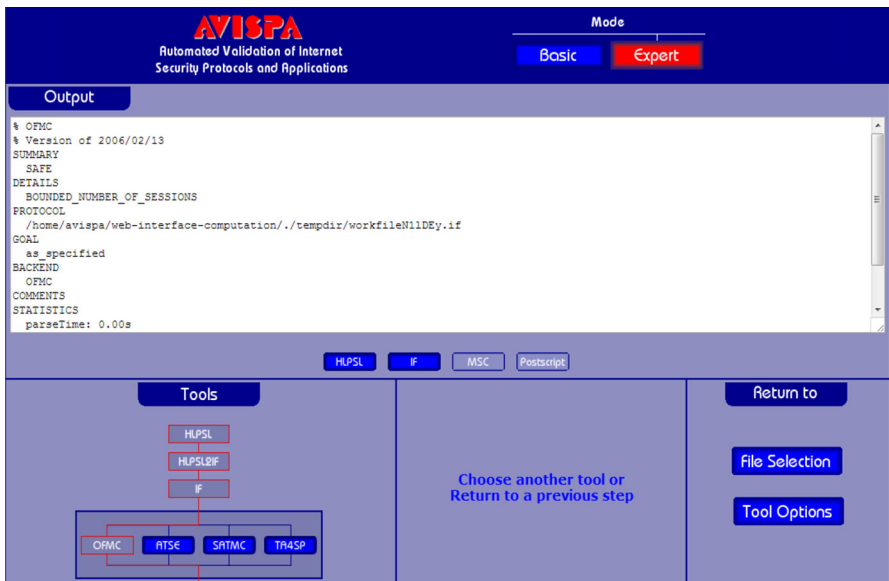 AVISPA
Automated Validation of Internet
Security Protocols and Applications
Mode
Basic
Expert
Output
% OFMC
% Version of 2006/02/13
SUMMARY
SAFE
DETAILS
BOUNDED_NUMBER_OF_SESSIONS
PROTOCOL
/home/avispa/web-interface-computation/./tempdir/workfileN1lDEy.if
GOAL
as_specified
BACKEND
OFMC
COMMENTS
STATISTICS
parseTime: 0.00s
HLPSL
IF
MSC
Postscript
Tools
HLPSL
HLPSL2IF
IF
OFMC
ATSE
SATMC
TA4SP
Choose another tool or
Return to a previous step
Return to
File Selection
Tool Options